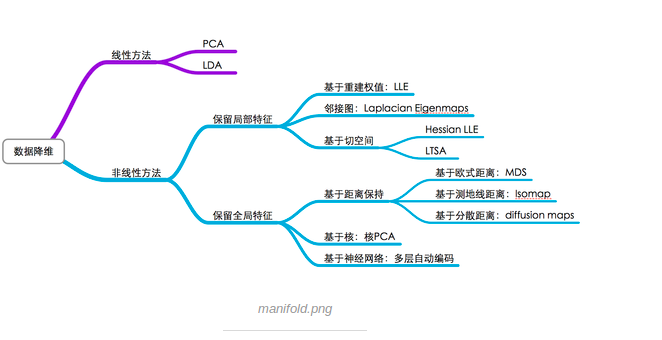 数据降维
线性方法
PCA
LDA
非线性方法
保留局部特征
基于重建权值：LLE
邻接图：Laplacian Eigenmaps
基于切空间
Hessian LLE
LTSA
保留全局特征
基于距离保持
基于欧式距离：MDS
基于测地线距离：Isomap
基于分散距离：diffusion maps
基于核：核PCA
基于神经网络：多层自动编码
manifold.png